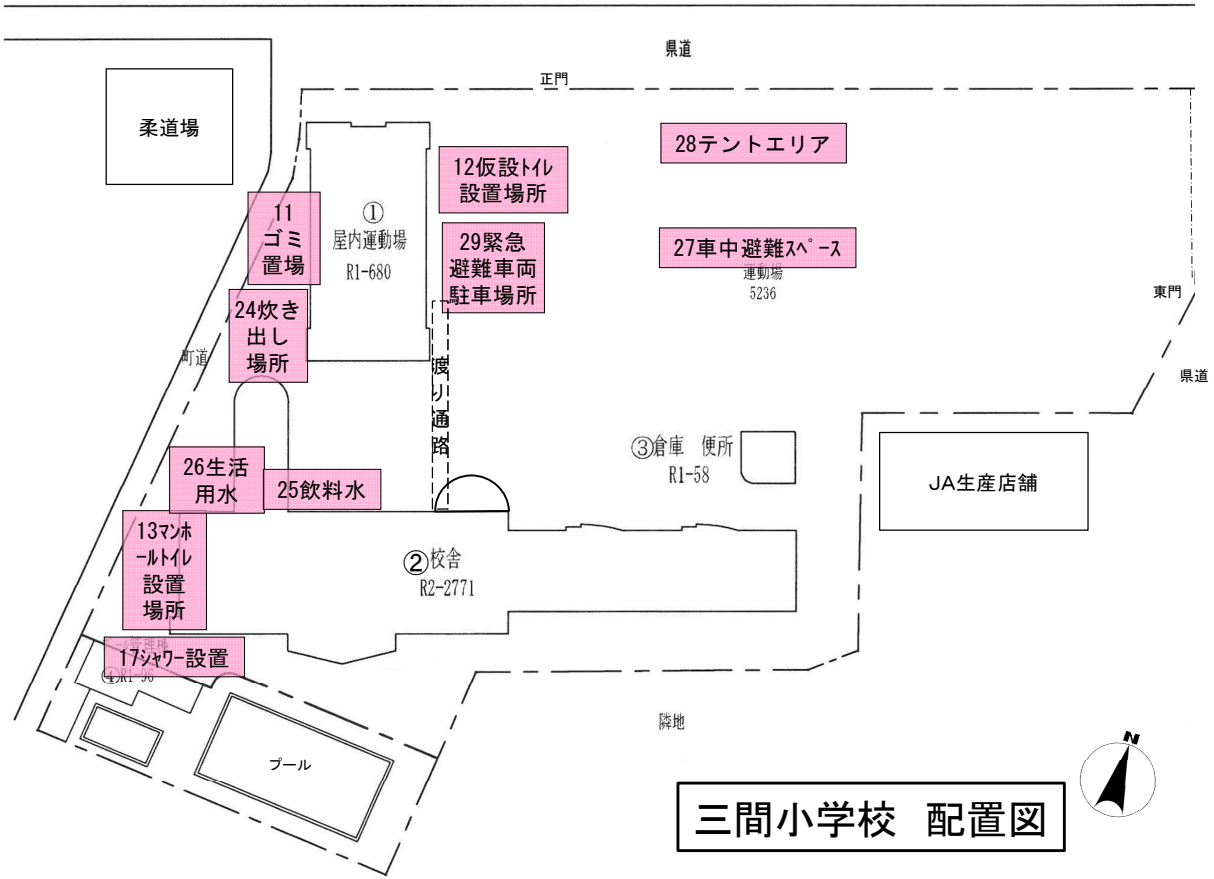 県道
正門
柔道場
28テントエリア
12仮設ﾄｲﾚ
設置場所
11
ゴミ
置場
①
屋内運動場
R1-680
29緊急
避難車両
駐車場所
27車中避難ｽﾍﾟｰｽ
運動場
5236
東門
24炊き
出し
場所
町道
渡り通路
県道
③倉庫 便所
R1-58
JA生産店舗
26生活
用水
25飲料水
13ﾏﾝﾎ
ｰﾙﾄｲﾚ
設置
場所
②校舎
R2-2771
17ｼｬﾜｰ設置
④R1-96
隣地
プール
N
三間小学校 配置図